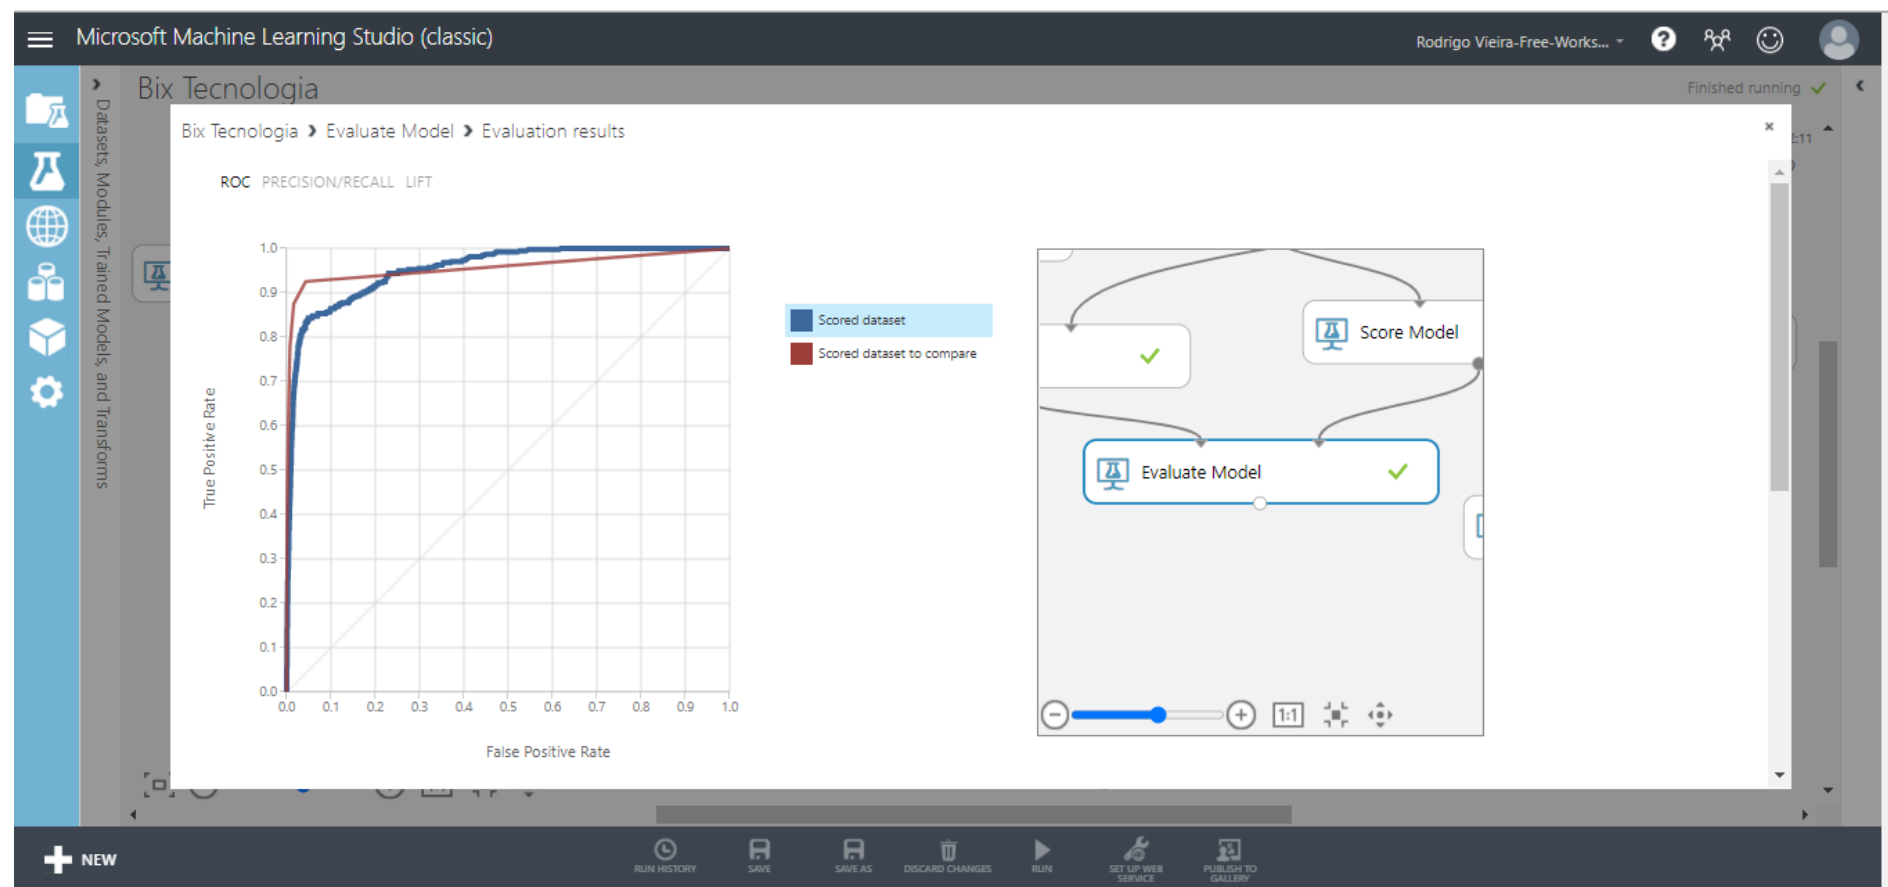 Microsoft Machine Learning Studio (classic)
Rodrigo Vieira-Free-Works...
?
Bix Tecnologia
Finished running
Datasets, Modules, Trained Models, and Transforms
Bix Tecnologia > Evaluate Model > Evaluation results
×
2:11
ROC PRECISION/RECALL LIFT
True Positive Rate
1.0
0.9
0.8
0.7
0.6
0.5
0.4
0.3
0.2
0.1
0.0
0.0 0.1 0.2 0.3 0.4 0.5 0.6 0.7 0.8 0.9 1.0
False Positive Rate
Scored dataset
Scored dataset to compare
Score Model
Evaluate Model
1:1
NEW
RUN HISTORY
SAVE
SAVE AS
DISCARD CHANGES
RUN
SET UP WEB
SERVICE
PUBLISH TO
GALLERY